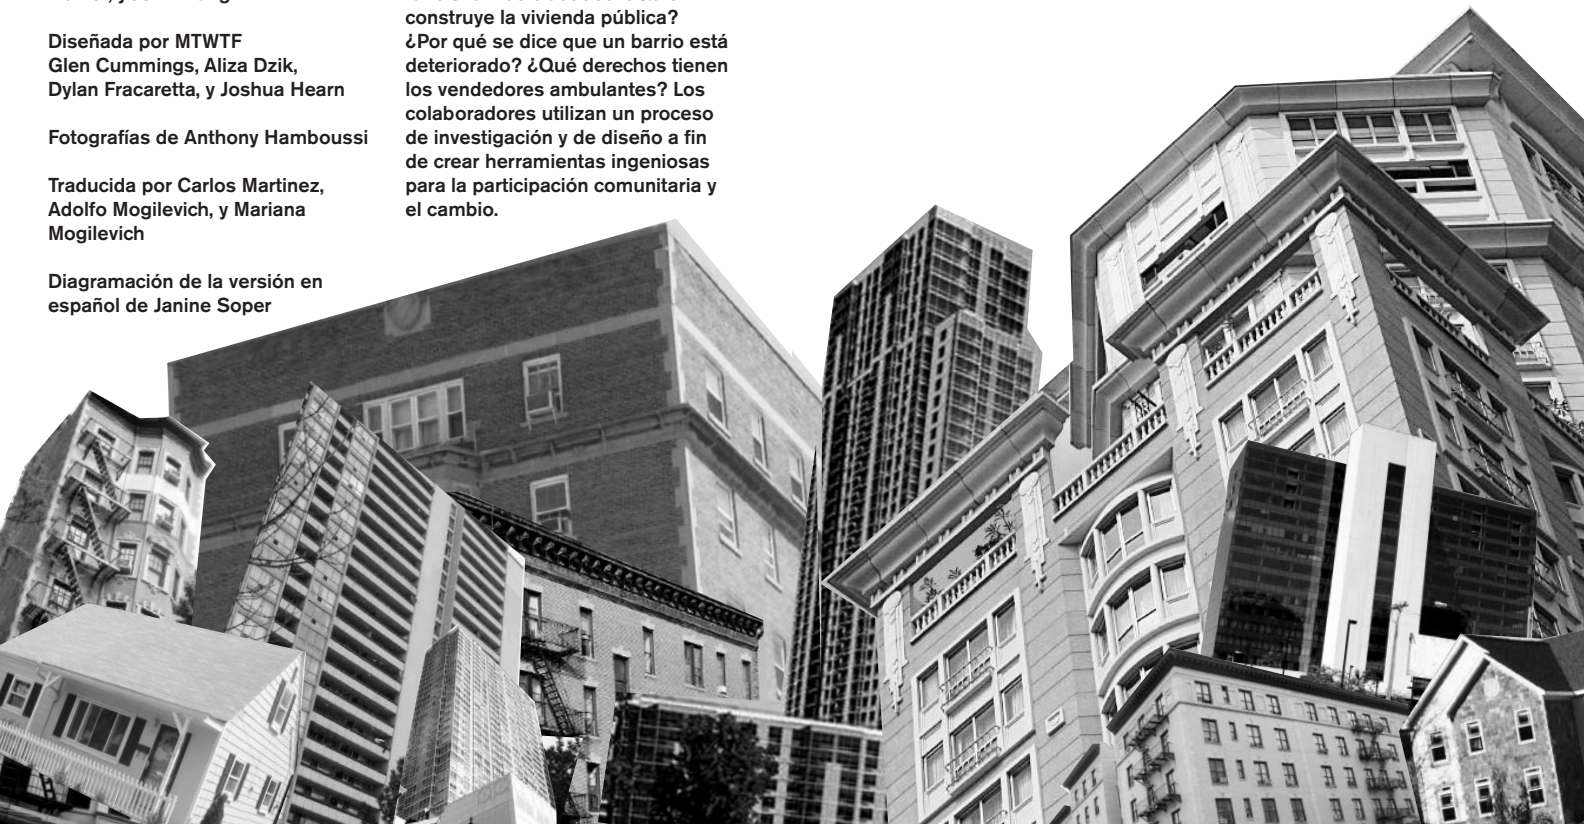 Diseñada por MTWTF
Glen Cummings, Aliza Dzik,
Dylan Fracaretta, y Joshua Hearn
Fotografías de Anthony Hamboussi
Traducida por Carlos Martinez,
Adolfo Mogilevich, y Mariana
Mogilevich
Diagramación de la versión en
español de Janine Soper
construye la vivienda pública?
¿Por qué se dice que un barrio está
deteriorado? ¿Qué derechos tienen
los vendedores ambulantes? Los
colaboradores utilizan un proceso
de investigación y de diseño a fin
de crear herramientas ingeniosas
para la participación comunitaria y
el cambio.